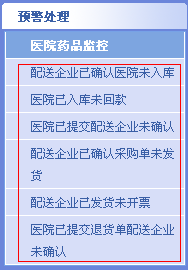 预警处理
医院药品监控
配送企业已确认医院未入库
医院已入库未回款
医院已提交配送企业未确认
配送企业已确认采购单未发
货
配送企业已发货未开票
医院已提交退货单配送企业
未确认